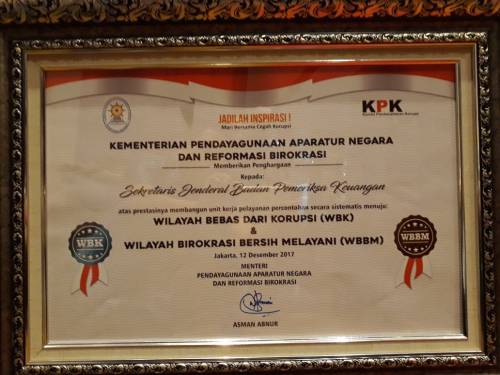 JADILAH INSPIRASI !
Mari Bersama Cegah Korupsi
KPK
Komisi Pemberantasan Korupsi
KEMENTERIAN PENDAYAGUNAAN APARATUR NEGARA
DAN REFORMASI BIROKRASI
Memberikan Penghargaan
Kepada:
Sekretaris Jenderal Badan Pemeriksa Keuangan
atas prestasinya membangun unit kerja pelayanan percontohan secara sistematis menuju:
WILAYAH BEBAS DARI KORUPSI (WBK)
&
WILAYAH BIROKRASI BERSIH MELAYANI (WBBM)
WBK
WBBM
Jakarta, 12 Desember 2017
MENTERI
PENDAYAGUNAAN APARATUR NEGARA
DAN REFORMASI BIROKRASI
ASMAN ABNUR